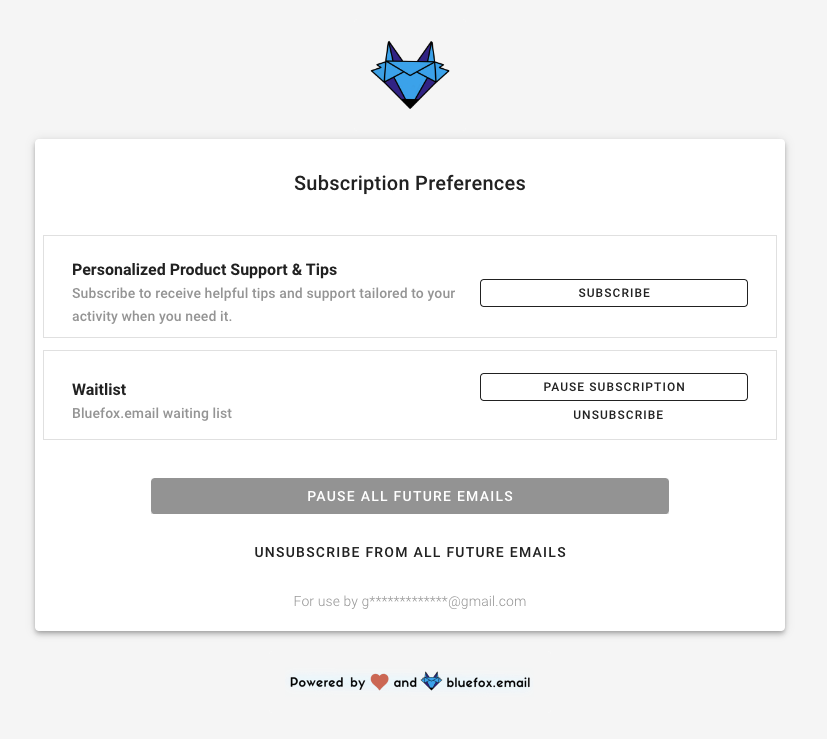 Subscription Preferences
Personalized Product Support & Tips
Subscribe to receive helpful tips and support tailored to your
activity when you need it.
SUBSCRIBE
Waitlist
Bluefox.email waiting list
PAUSE SUBSCRIPTION
UNSUBSCRIBE
PAUSE ALL FUTURE EMAILS
UNSUBSCRIBE FROM ALL FUTURE EMAILS
For use by g*************@gmail.com
Powered by and bluefox.email